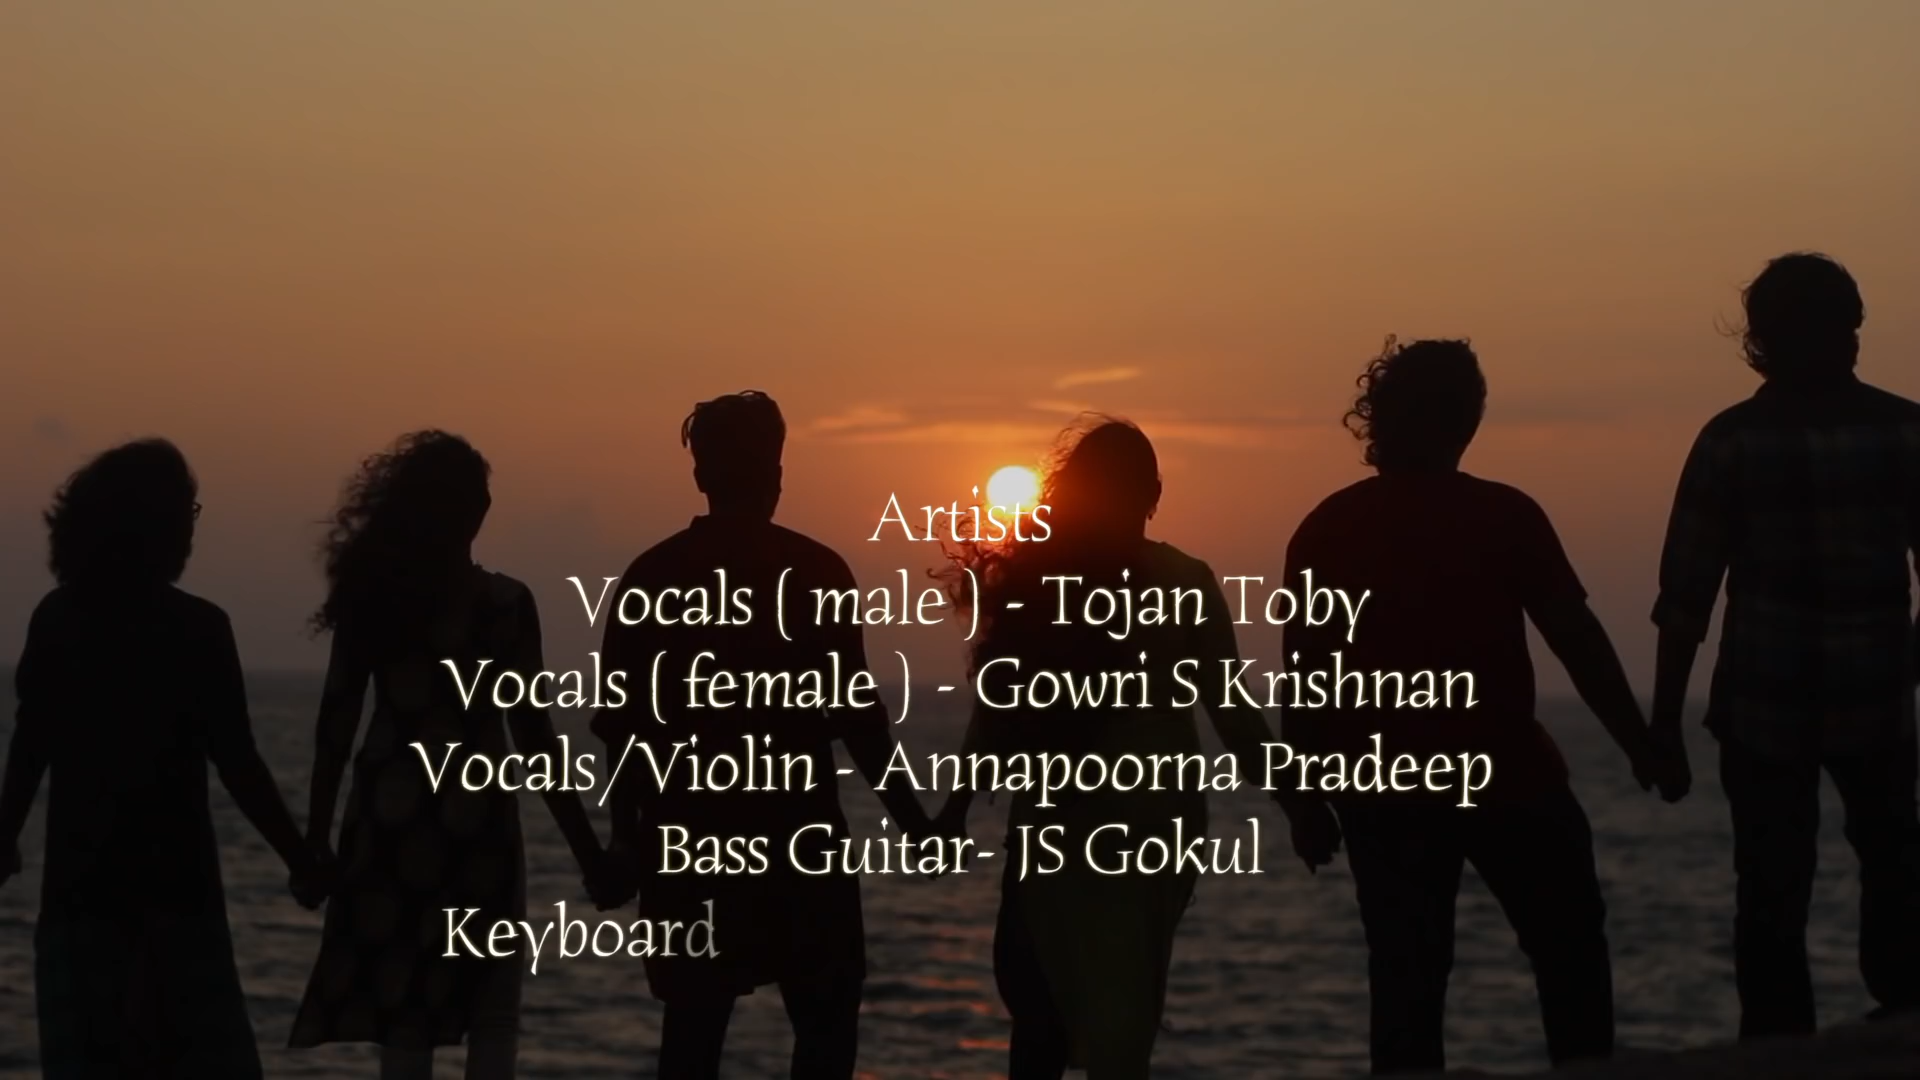 Artists
Vocals ( male ) - Tojan Toby
Vocals ( female ) - Gowri S Krishnan
Vocals/Violin - Annapoorna Pradeep
Bass Guitar- JS Gokul
Keyboard